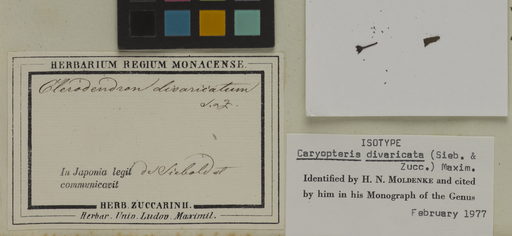 HERBARIUM REGIUM MONACENSE.
Clerodendron divaricatum
S. & Z.
In Japonia legit de Siebold et
communicavit
HERB. ZUCCARINII.
Herbar. Univ. Ludov. Maximil.
ISOTYPE
Caryopteris divaricata (Sieb. &
Zucc.) Maxim.
Identified by H. N. MOLDENKE and cited
by him in his Monograph of the Genus
February 1977